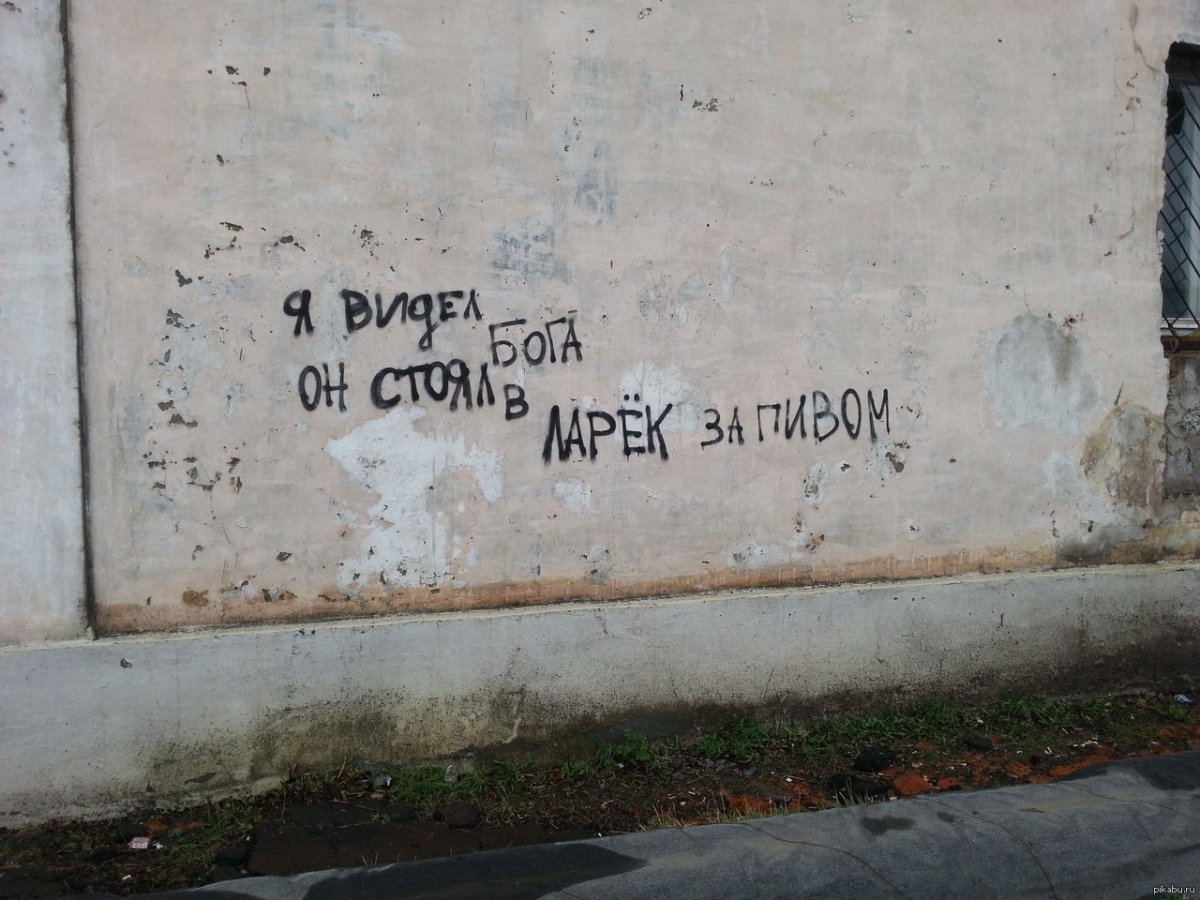 Я ВИДЕЛ БОГА
ОН СТОЯЛ В ЛАРЁК ЗА ПИВОМ
pikabu.ru